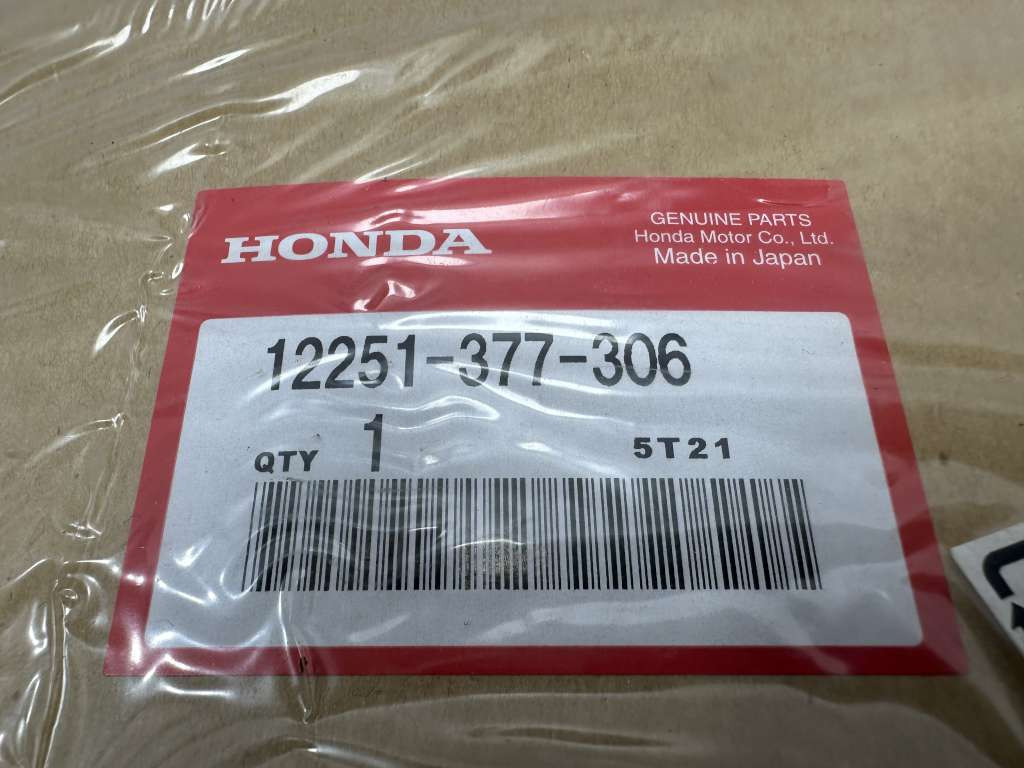 HONDA
GENUINE PARTS
Honda Motor Co., Ltd.
Made in Japan
12251-377-306
QTY 1 5T21